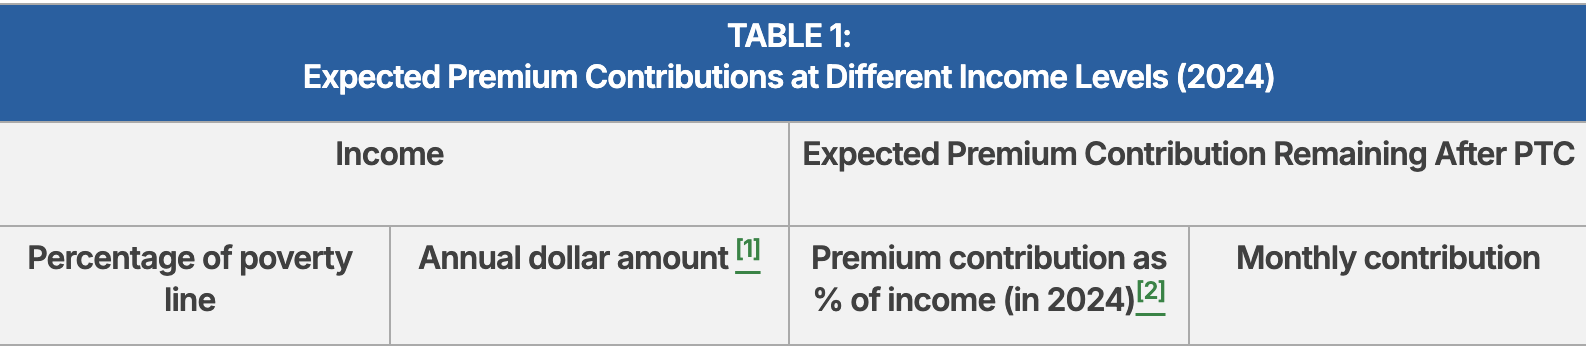 TABLE 1:
Expected Premium Contributions at Different Income Levels (2024)
Income
Expected Premium Contribution Remaining After PTC
Percentage of poverty
line
Annual dollar amount [1]
Premium contribution as
% of income (in 2024)[2]
Monthly contribution